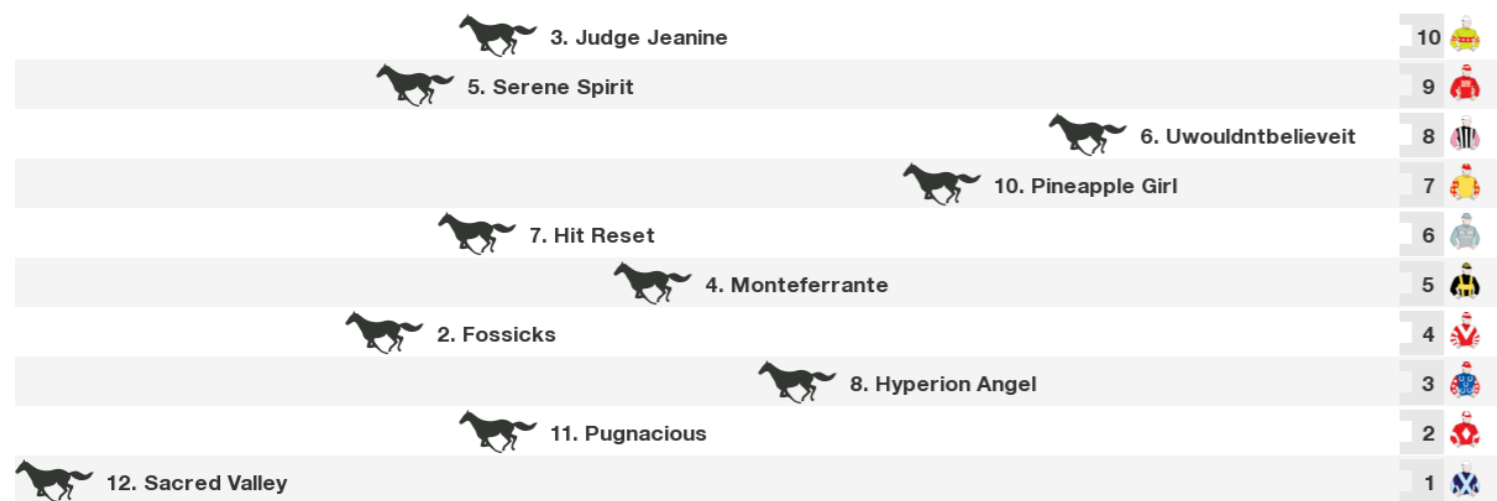 3. Judge Jeanine 10
5. Serene Spirit 9
6. Uwouldntbelieveit 8
10. Pineapple Girl 7
7. Hit Reset 6
4. Monteferrante 5
2. Fossicks 4
8. Hyperion Angel 3
11. Pugnacious 2
12. Sacred Valley 1